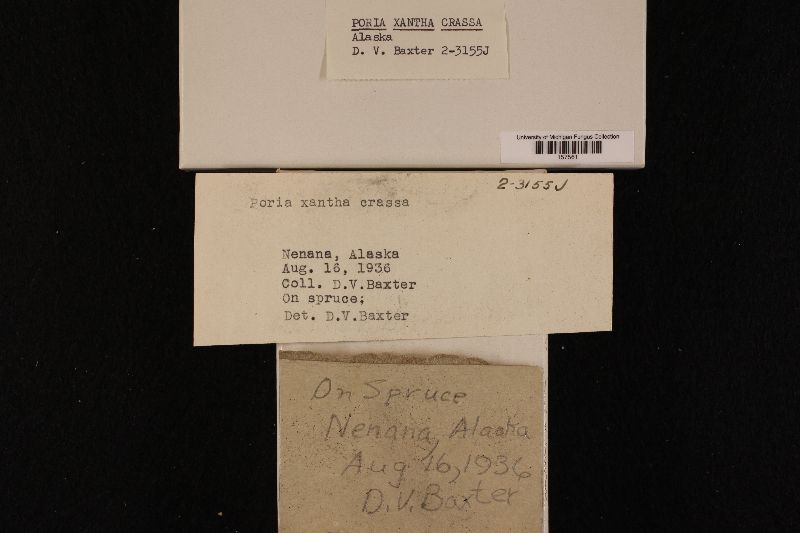 PORIA XANTHA CRASSA
Alaska
D. V. Baxter 2-3155J
University of Michigan Fungus Collection
157561
2-3155J
Poria xantha crassa
Nenana, Alaska
Aug. 16, 1936
Coll. D.V.Baxter
On spruce;
Det. D.V.Baxter
On Spruce
Nenana, Alaska
Aug 16, 1936
D.V. Baxter